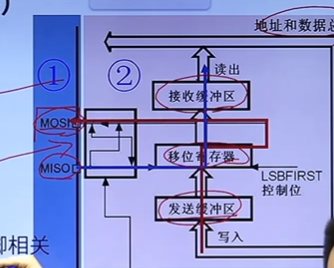 地址和数据总
① ②
读出
接收缓冲区
MOSI
移位寄存器
MISO
LSBFIRST
控制位
发送缓冲区
写入
脚相关